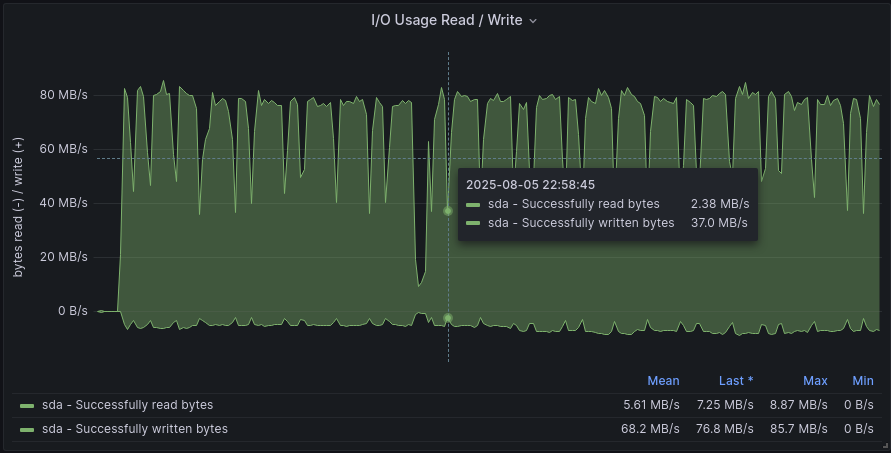 I/O Usage Read / Write
bytes read (-) / write (+)
80 MB/s
60 MB/s
40 MB/s
20 MB/s
0 B/s
2025-08-05 22:58:45
sda - Successfully read bytes 2.38 MB/s
sda - Successfully written bytes 37.0 MB/s
Mean Last * Max Min
sda - Successfully read bytes 5.61 MB/s 7.25 MB/s 8.87 MB/s 0 B/s
sda - Successfully written bytes 68.2 MB/s 76.8 MB/s 85.7 MB/s 0 B/s